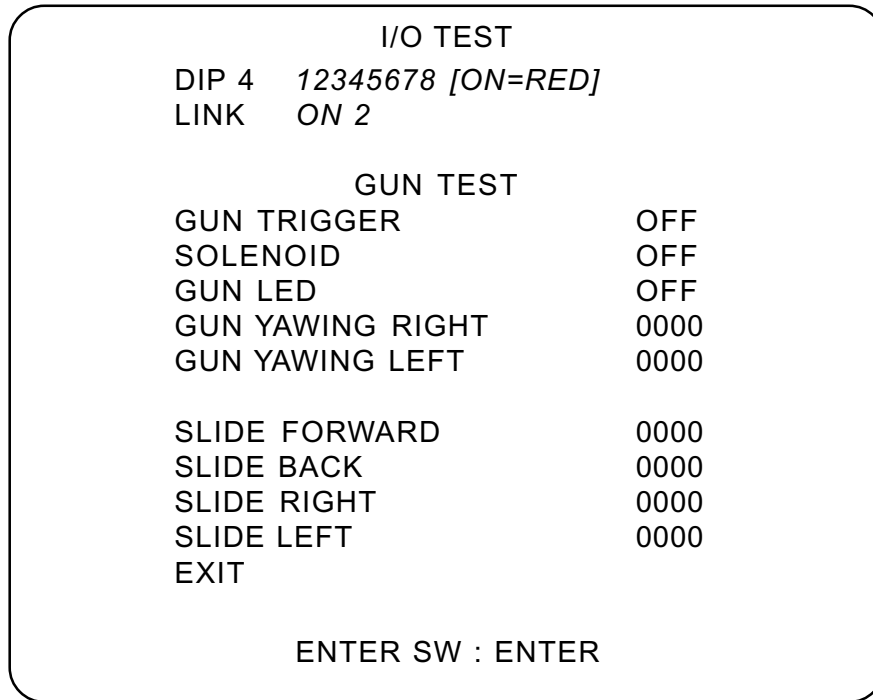 I/O TEST
DIP 4 12345678 [ON=RED]
LINK ON 2
GUN TEST
GUN TRIGGER OFF
SOLENOID OFF
GUN LED OFF
GUN YAWING RIGHT 0000
GUN YAWING LEFT 0000
SLIDE FORWARD 0000
SLIDE BACK 0000
SLIDE RIGHT 0000
SLIDE LEFT 0000
EXIT
ENTER SW : ENTER